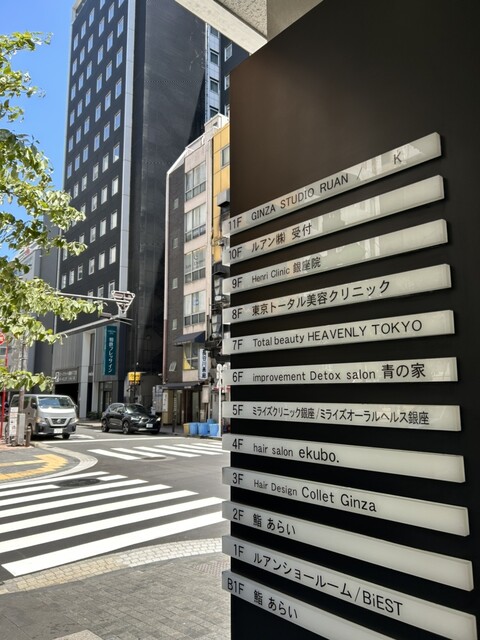 11F GINZA STUDIO RUAN / K
10F ルアン㈱ 受付
9F Henri Clinic 銀座院
8F 東京トータル美容クリニック
7F Total beauty HEAVENLY TOKYO
6F improvement Detox salon 青の家
5F ミライズクリニック銀座/ミライズオーラルヘルス銀座
4F hair salon ekubo.
3F Hair Design Collet Ginza
2F 鮨 あらい
1F ルアンショールーム/BiEST
B1F 鮨 あらい